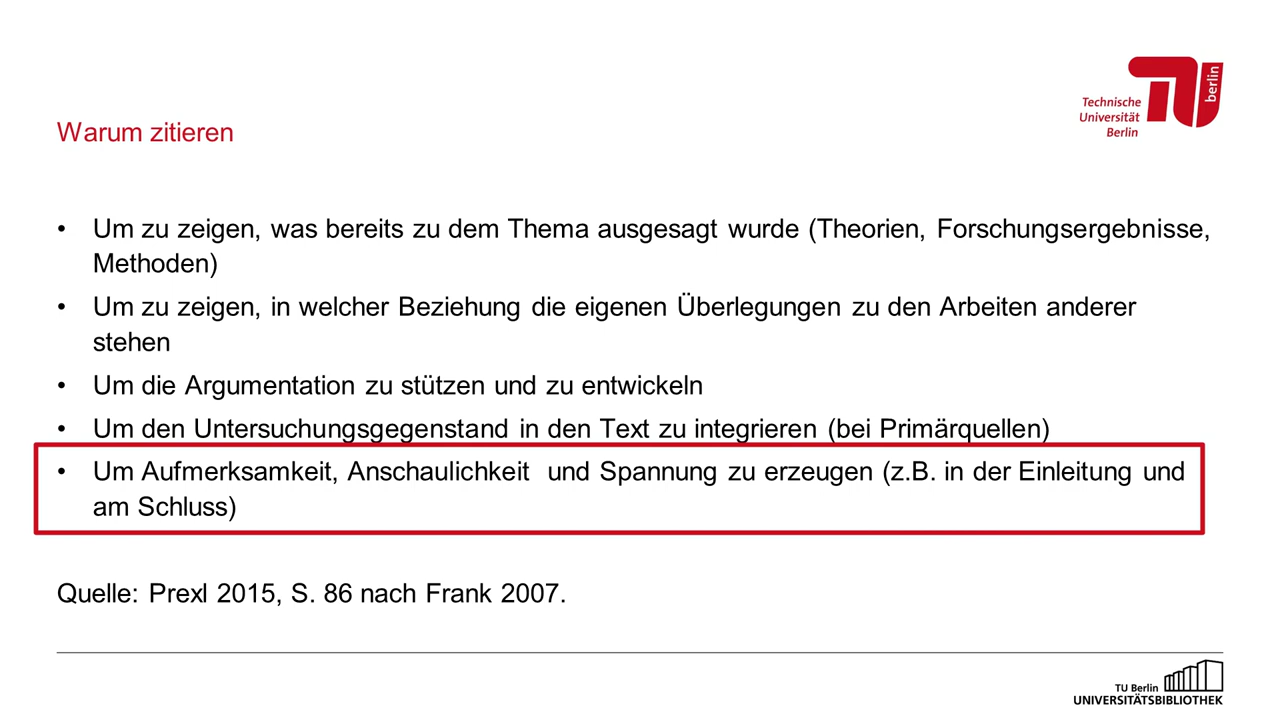 Technische
Universität
Berlin
berlin
Warum zitieren
• Um zu zeigen, was bereits zu dem Thema ausgesagt wurde (Theorien, Forschungsergebnisse,
Methoden)
• Um zu zeigen, in welcher Beziehung die eigenen Überlegungen zu den Arbeiten anderer
stehen
• Um die Argumentation zu stützen und zu entwickeln
• Um den Untersuchungsgegenstand in den Text zu integrieren (bei Primärquellen)
• Um Aufmerksamkeit, Anschaulichkeit und Spannung zu erzeugen (z.B. in der Einleitung und
am Schluss)
Quelle: Prexl 2015, S. 86 nach Frank 2007.
TU Berlin
UNIVERSITÄTSBIBLIOTHEK